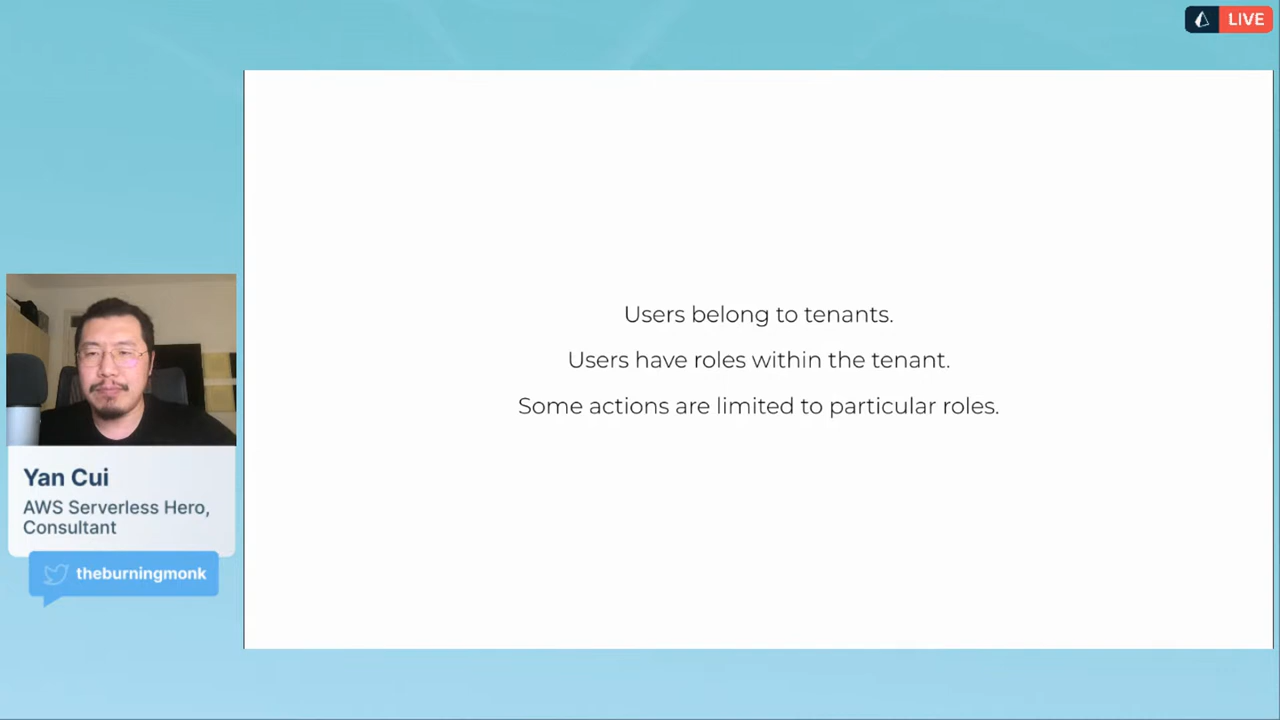 LIVE
Users belong to tenants.
Users have roles within the tenant.
Some actions are limited to particular roles.
Yan Cui
AWS Serverless Hero,
Consultant
theburningmonk